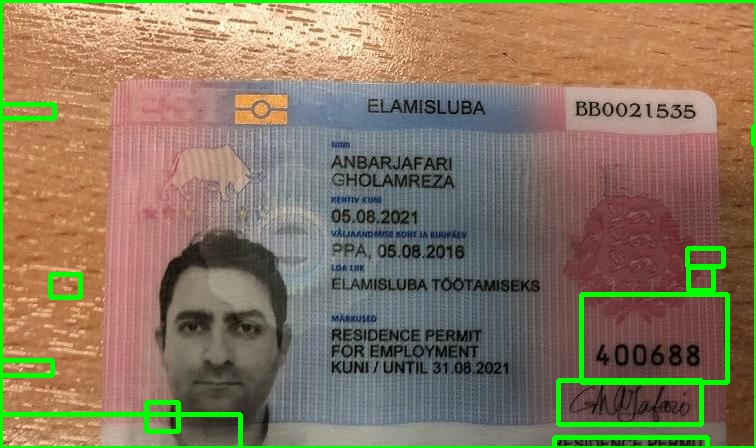 ELAMISLUBA
BB0021535
NIMI
ANBARJAFARI
GHOLAMREZA
KEHTIV KUNI
05.08.2021
VÄLJAANDMISE KOHT JA KUUPÄEV
PPA, 05.08.2016
LOA LIIK
ELAMISLUBA TÖÖTAMISEKS
MÄRKUSED
RESIDENCE PERMIT
FOR EMPLOYMENT
KUNI / UNTIL 31.08.2021
400688
RESIDENCE PERMIT